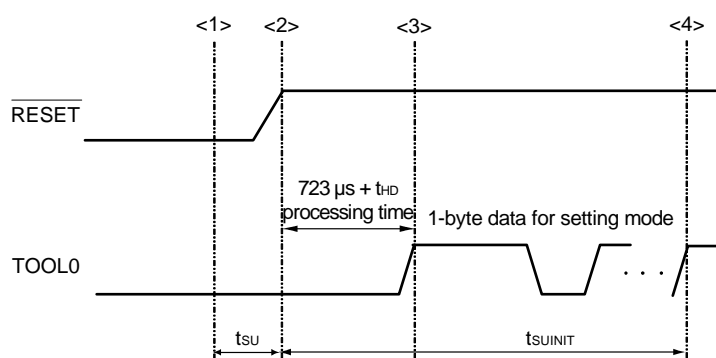 <1> <2> <3> <4>
RESET
723 µs + tHD
processing time
1-byte data for setting mode
TOOL0
. . .
tSU
tSUINIT